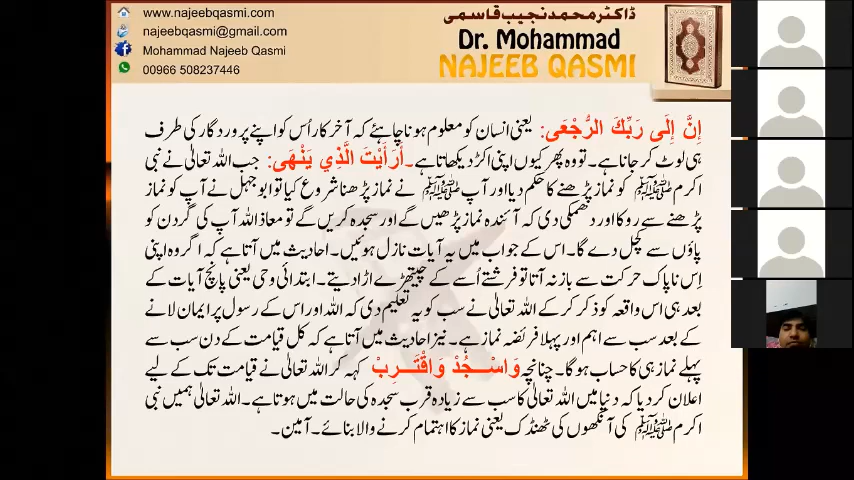 www.najeebqasmi.com
najeebqasmi@gmail.com
Mohammad Najeeb Qasmi
00966 508237446
ڈاکٹر محمد نجیب قاسمی
Dr. Mohammad
NAJEEB QASMI
إِنَّ إِلَى رَبِّكَ الرُّجْعَى: یعنی انسان کو معلوم ہونا چاہئے کہ آخر کار اُس کو اپنے پروردگار کی طرف
ہی لوٹ کر جانا ہے۔ تو وہ پھر کیوں اپنی اکڑ دیکھاتا ہے۔ أَرَأَيْتَ الَّذِي يَنْهَى: جب اللہ تعالیٰ نے نبی
اکرم ﷺ کو نماز پڑھنے کا حکم دیا اور آپ ﷺ نے نماز پڑھنا شروع کیا تو ابوجہل نے آپ کو نماز
پڑھنے سے روکا اور دھمکی دی کہ آئندہ نماز پڑھیں گے اور سجدہ کریں گے تو معاذ اللہ آپ کی گردن کو
پاؤں سے کچل دے گا۔ اس کے جواب میں یہ آیات نازل ہوئیں۔ احادیث میں آتا ہے کہ اگر وہ اپنی
اِس ناپاک حرکت سے باز نہ آتا تو فرشتے اُسے کے چیتھڑے اڑا دیتے۔ ابتدائی وحی یعنی پانچ آیات کے
بعد ہی اس واقعہ کو ذکر کرکے اللہ تعالیٰ نے سب کو یہ تعلیم دی کہ اللہ اور اس کے رسول پر ایمان لانے
کے بعد سب سے اہم اور پہلا فریضہ نماز ہے۔ نیز احادیث میں آتا ہے کہ کل قیامت کے دن سب سے
پہلے نماز ہی کا حساب ہوگا۔ چنانچہ وَاسْجُدْ وَاقْتَرِبْ کہہ کر اللہ تعالیٰ نے قیامت تک کے لیے
اعلان کردیا کہ دنیا میں اللہ تعالیٰ کا سب سے زیادہ قرب سجدہ کی حالت میں ہوتا ہے۔ اللہ تعالیٰ ہمیں نبی
اکرم ﷺ کی آنکھوں کی ٹھنڈک یعنی نماز کا اہتمام کرنے والا بنائے۔ آمین۔